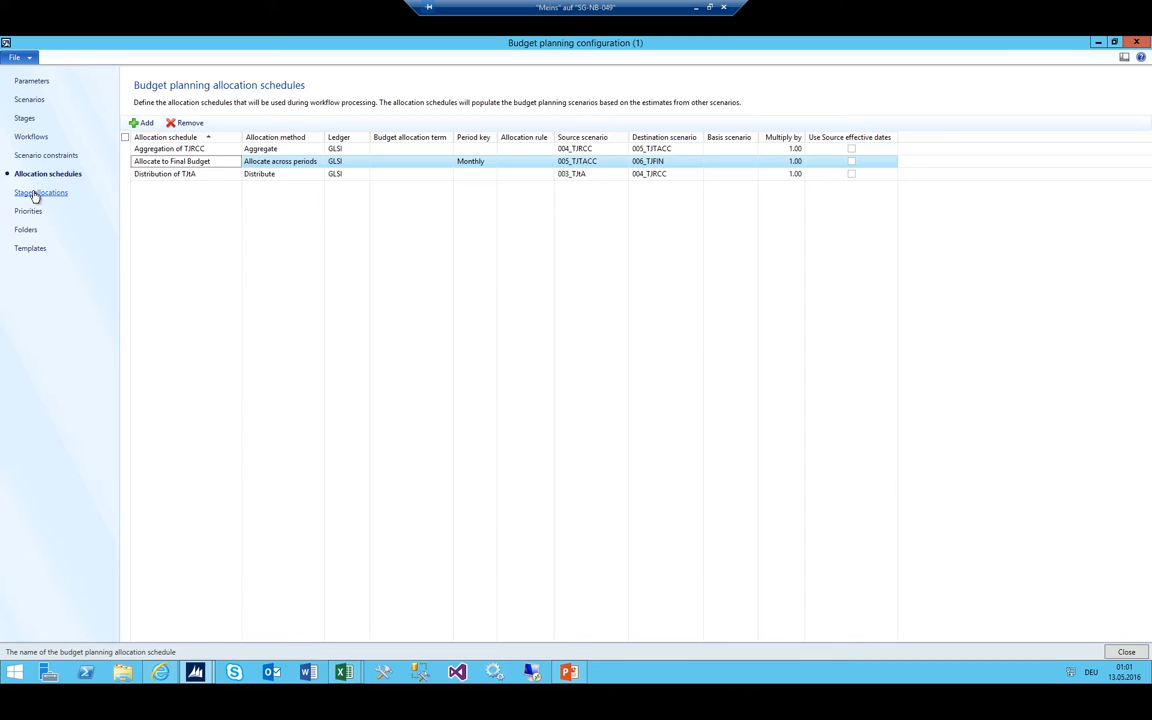 "Meins" auf "SG-NB-049"
Budget planning configuration (1)
File
Parameters
Scenarios
Stages
Workflows
Scenario constraints
Allocation schedules
Stage allocations
Priorities
Folders
Templates
Budget planning allocation schedules
Define the allocation schedules that will be used during workflow processing. The allocation schedules will populate the budget planning scenarios based on the estimates from other scenarios.
Add Remove
Allocation schedule Allocation method Ledger Budget allocation term Period key Allocation rule Source scenario Destination scenario Basis scenario Multiply by Use Source effective dates
Aggregation of TJRCC Aggregate GLSI 004_TJRCC 005_TJTACC 1.00
Allocate to Final Budget Allocate across periods GLSI Monthly 005_TJTACC 006_TJFIN 1.00
Distribution of TJtA Distribute GLSI 003_TJtA 004_TJRCC 1.00
The name of the budget planning allocation schedule
Close
DEU
01:01
13.05.2016